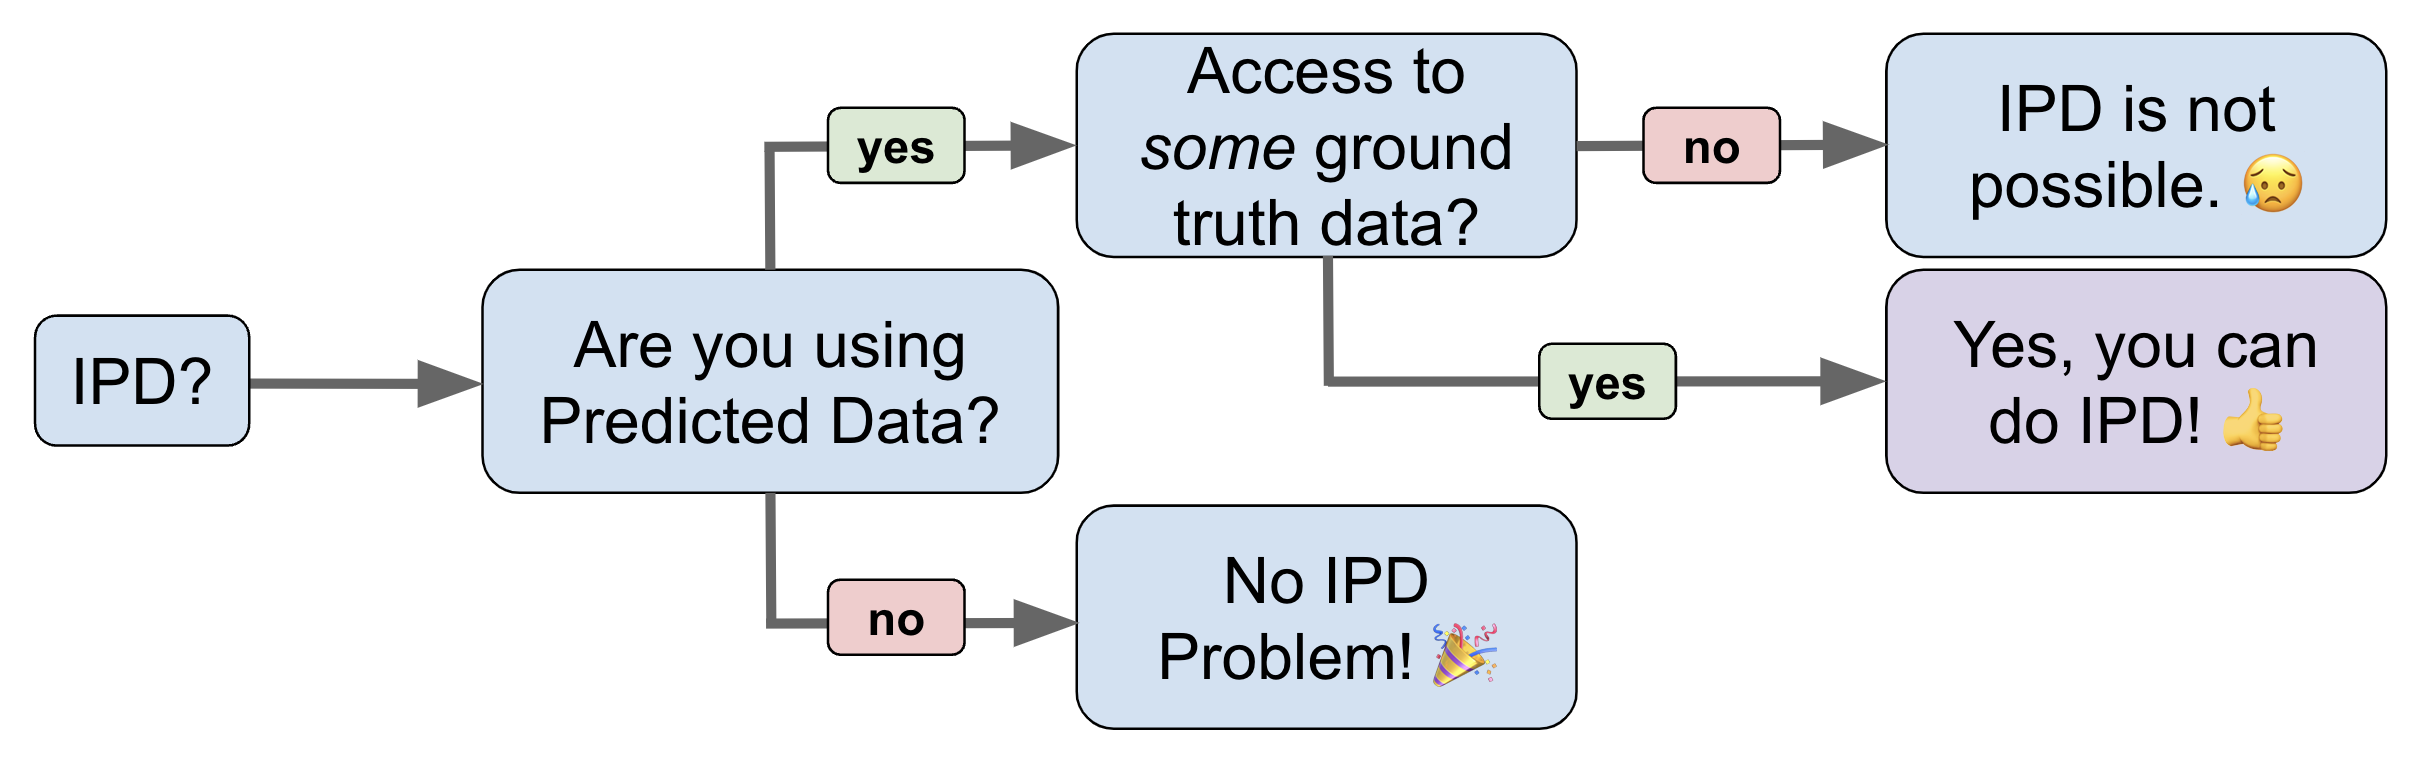 IPD?
Are you using
Predicted Data?
yes
Access to
some ground
truth data?
no
IPD is not
possible. 😥
yes
Yes, you can
do IPD! 👍
no
No IPD
Problem! 🎉